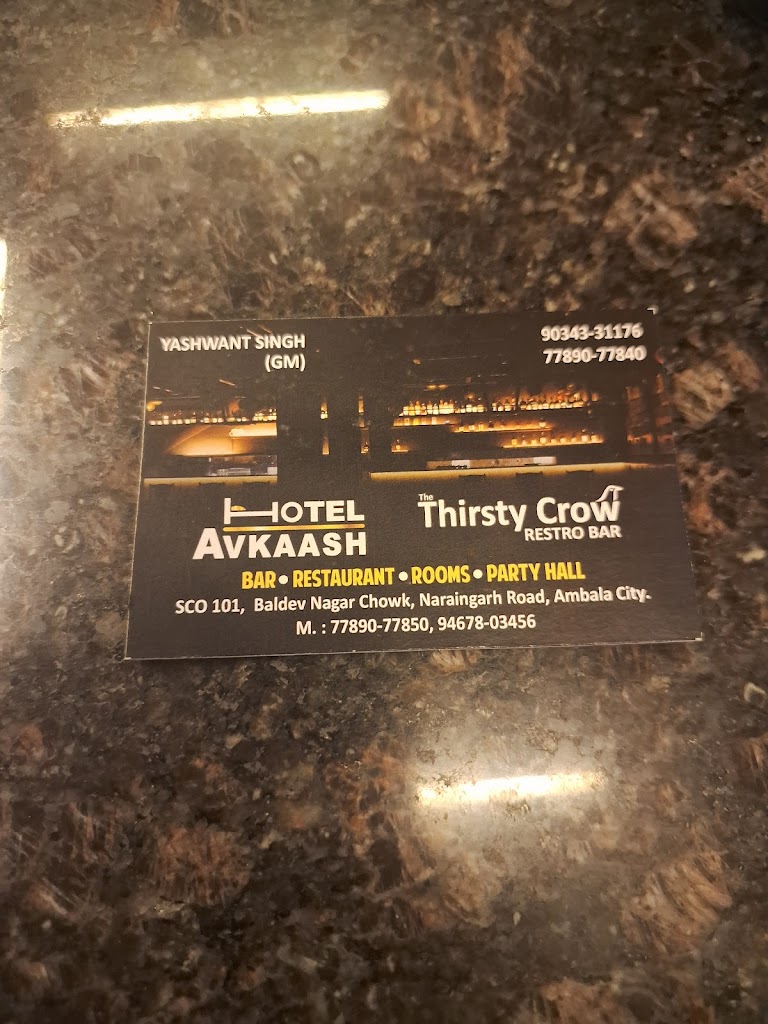 YASHWANT SINGH
(GM)
90343-31176
77890-77840
HOTEL
AVKAASH
The
Thirsty Crow
RESTRO BAR
BAR • RESTAURANT • ROOMS • PARTY HALL
SCO 101, Baldev Nagar Chowk, Naraingarh Road, Ambala City.
M. : 77890-77850, 94678-03456